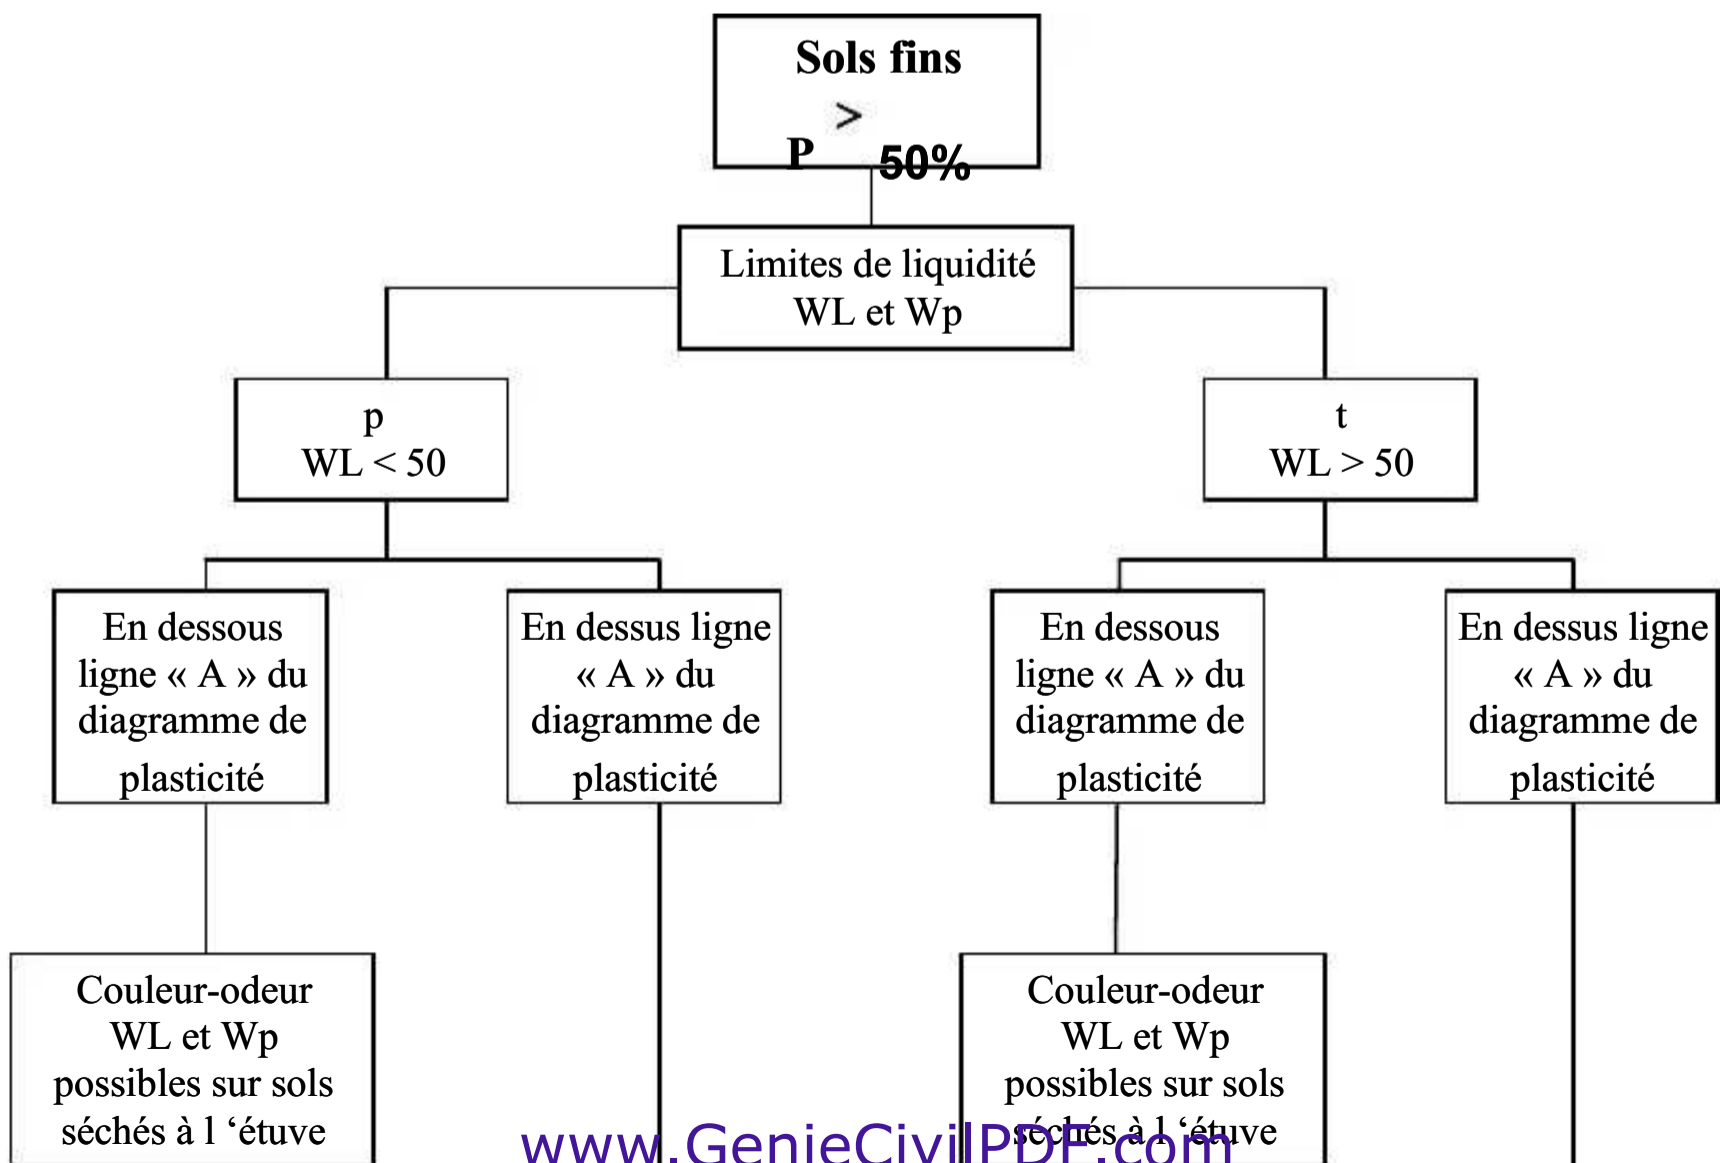 Sols fins
>
P 50%
Limites de liquidité
WL et Wp
p
WL < 50
t
WL > 50
En dessous
ligne « A » du
diagramme de
plasticité
En dessus ligne
« A » du
diagramme de
plasticité
En dessous
ligne « A » du
diagramme de
plasticité
En dessus ligne
« A » du
diagramme de
plasticité
Couleur-odeur
WL et Wp
possibles sur sols
séchés à l ‘étuve
Couleur-odeur
WL et Wp
possibles sur sols
séchés à l ‘étuve
www.GenieCivilPDF.com